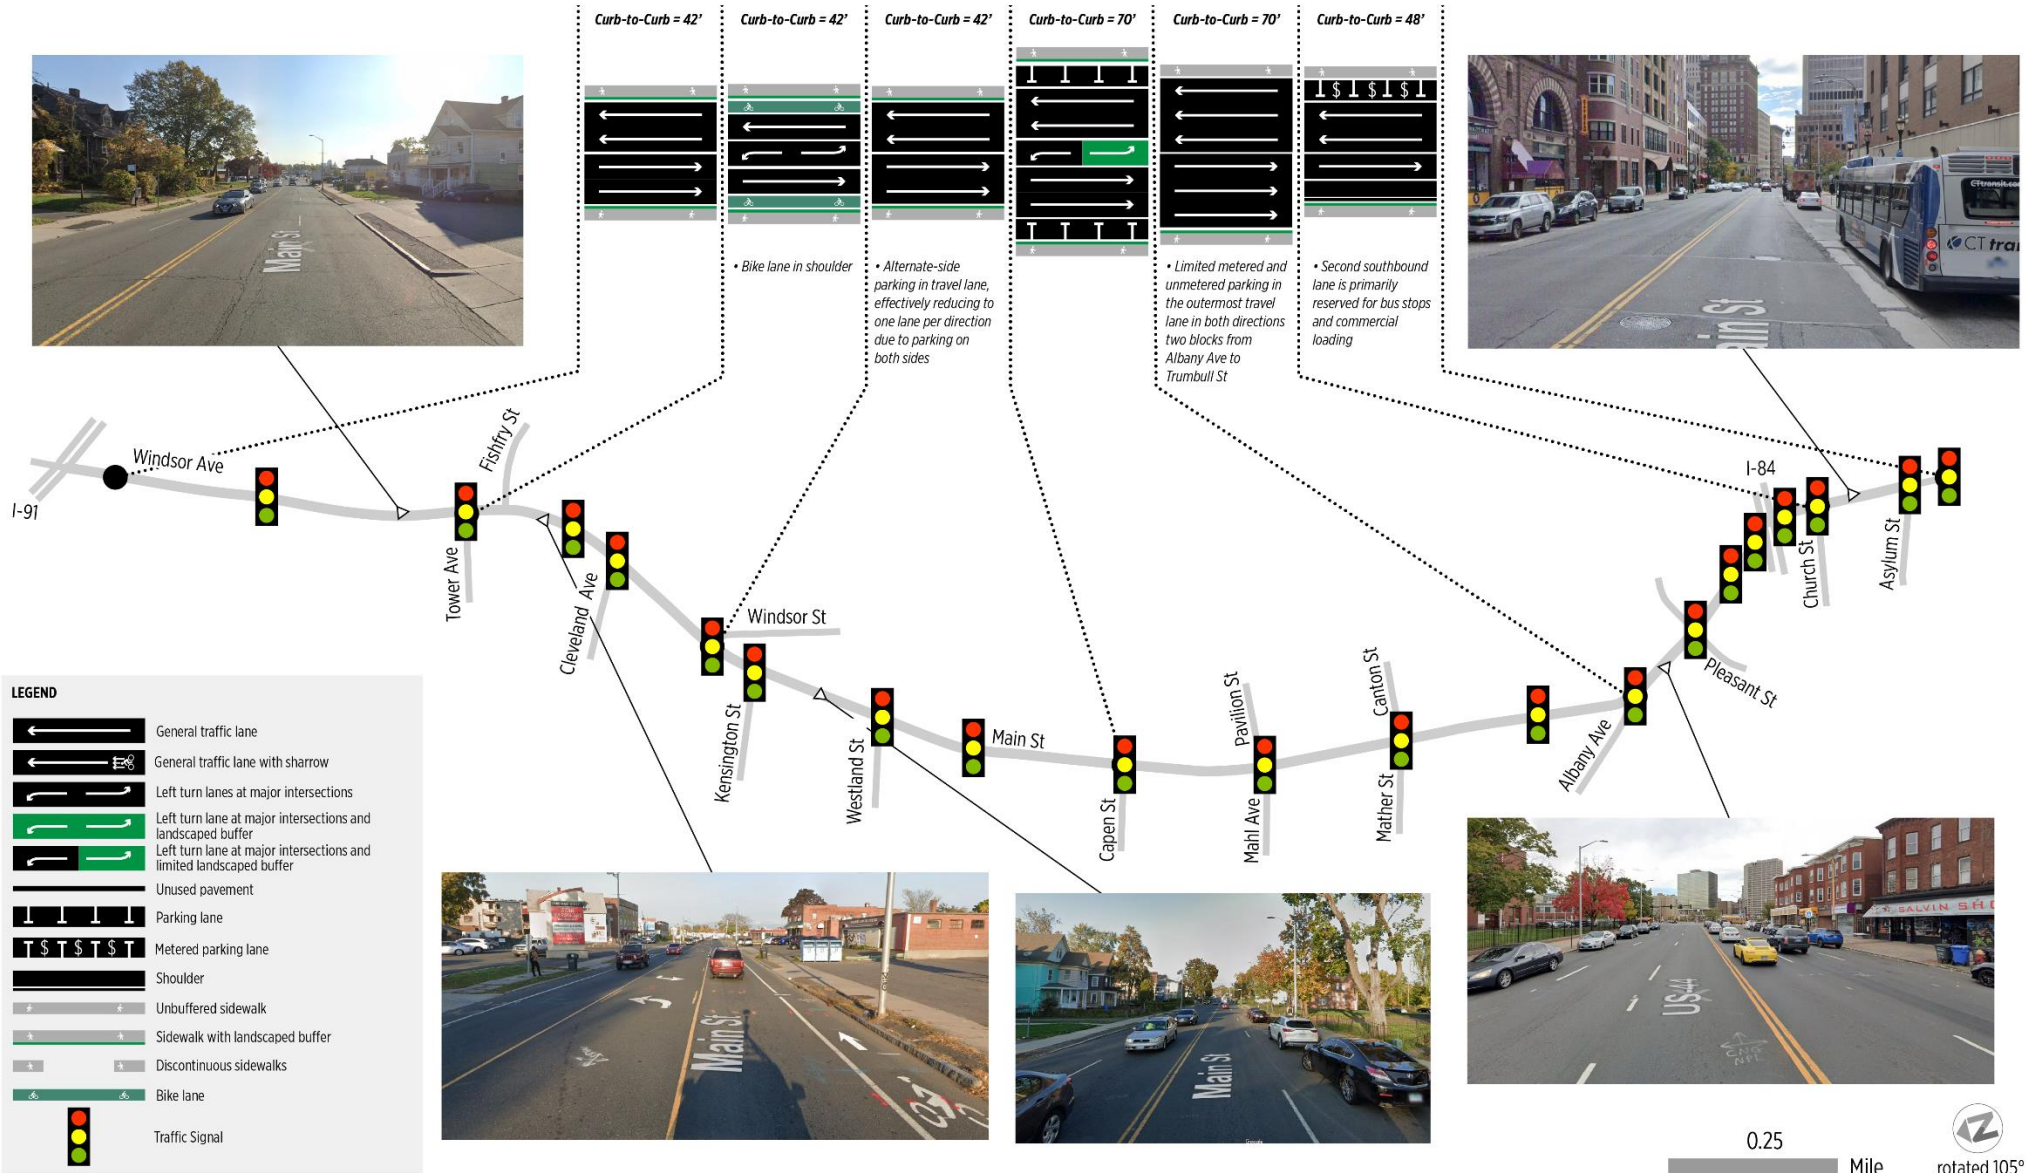 Curb-to-Curb = 42'
Curb-to-Curb = 42'
Curb-to-Curb = 42'
Curb-to-Curb = 70'
Curb-to-Curb = 70'
Curb-to-Curb = 48'
• Bike lane in shoulder
• Alternate-side
parking in travel lane,
effectively reducing to
one lane per direction
due to parking on
both sides
• Limited metered and
unmetered parking in
the outermost travel
lane in both directions
two blocks from
Albany Ave to
Trumbull St
• Second southbound
lane is primarily
reserved for bus stops
and commercial
loading
Main St
Main St
CTtransit.com
CT tran
I-91
Windsor Ave
Tower Ave
Fishfry St
Cleveland Ave
Windsor St
Kensington St
Westland St
Main St
Capen St
Pavilion St
Mahl Ave
Canton St
Mather St
Albany Ave
Pleasant St
I-84
Church St
Asylum St
LEGEND
General traffic lane
General traffic lane with sharrow
Left turn lanes at major intersections
Left turn lane at major intersections and
landscaped buffer
Left turn lane at major intersections and
limited landscaped buffer
Unused pavement
Parking lane
$ $ $
Metered parking lane
Shoulder
Unbuffered sidewalk
Sidewalk with landscaped buffer
Discontinuous sidewalks
Bike lane
Traffic Signal
Main St
Main St
US-44
CNG
NPL
SALVIN SHO
0.25
Mile
Z
rotated 105°